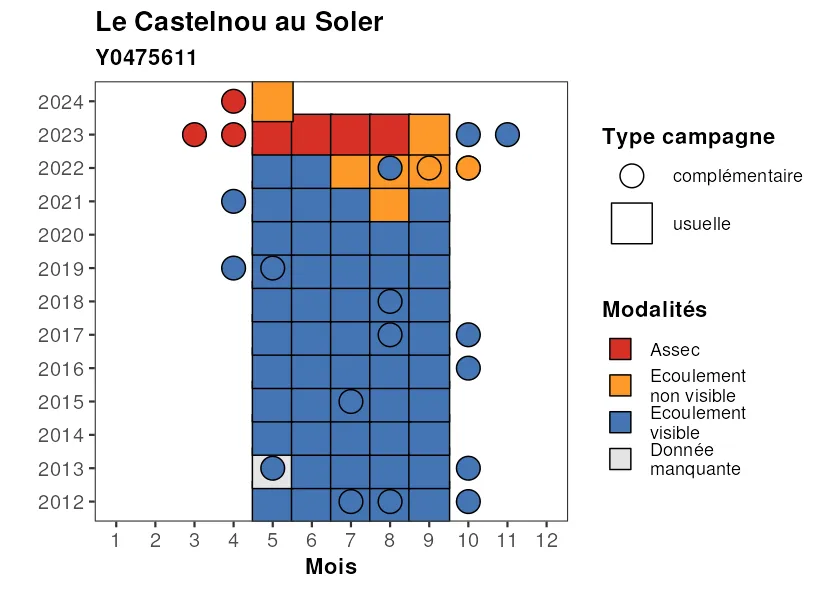 Le Castelnou au Soler
Y0475611
2024
2023
2022
2021
2020
2019
2018
2017
2016
2015
2014
2013
2012
1 2 3 4 5 6 7 8 9 10 11 12
Mois
Type campagne
complémentaire
usuelle
Modalités
Assec
Ecoulement
non visible
Ecoulement
visible
Donnée
manquante